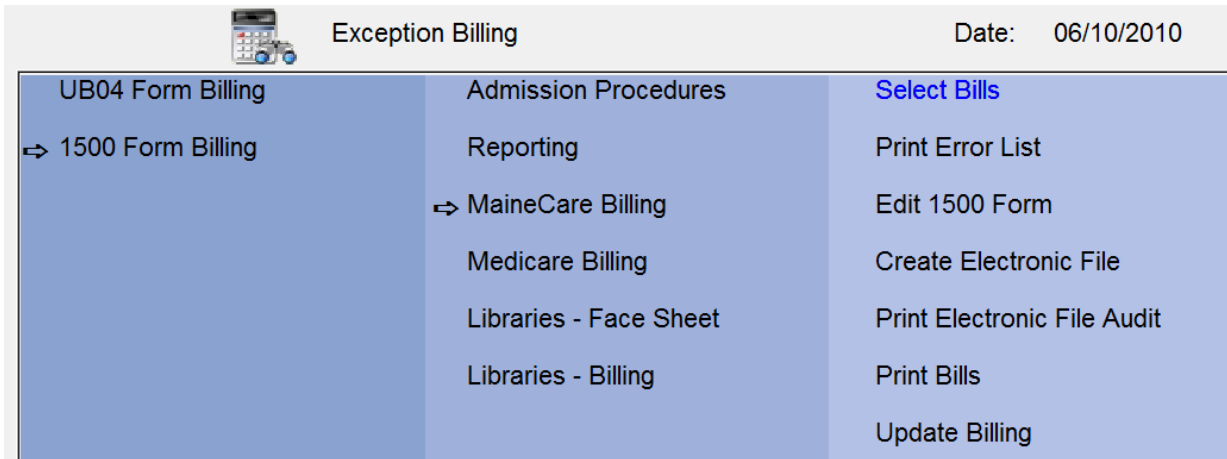 Exception Billing Date: 06/10/2010
UB04 Form Billing Admission Procedures Select Bills
1500 Form Billing Reporting Print Error List
MaineCare Billing Edit 1500 Form
Medicare Billing Create Electronic File
Libraries - Face Sheet Print Electronic File Audit
Libraries - Billing Print Bills
Update Billing